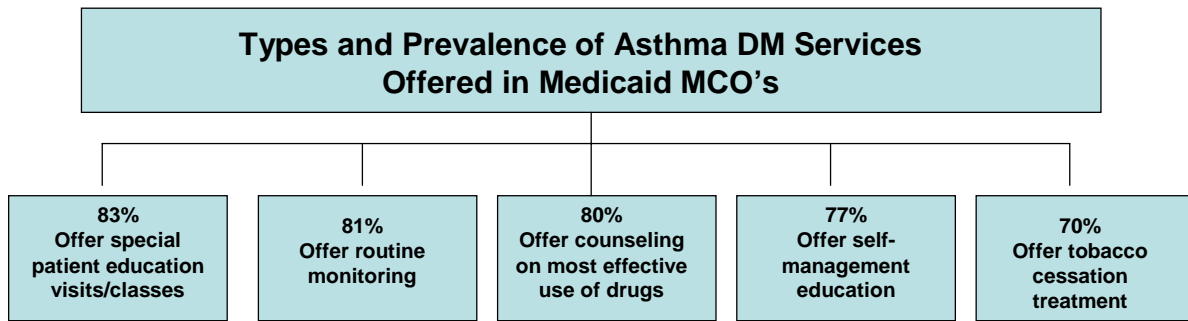 Types and Prevalence of Asthma DM Services
Offered in Medicaid MCO's
83%
Offer special
patient education
visits/classes
81%
Offer routine
monitoring
80%
Offer counseling
on most effective
use of drugs
77%
Offer self-
management
education
70%
Offer tobacco
cessation
treatment